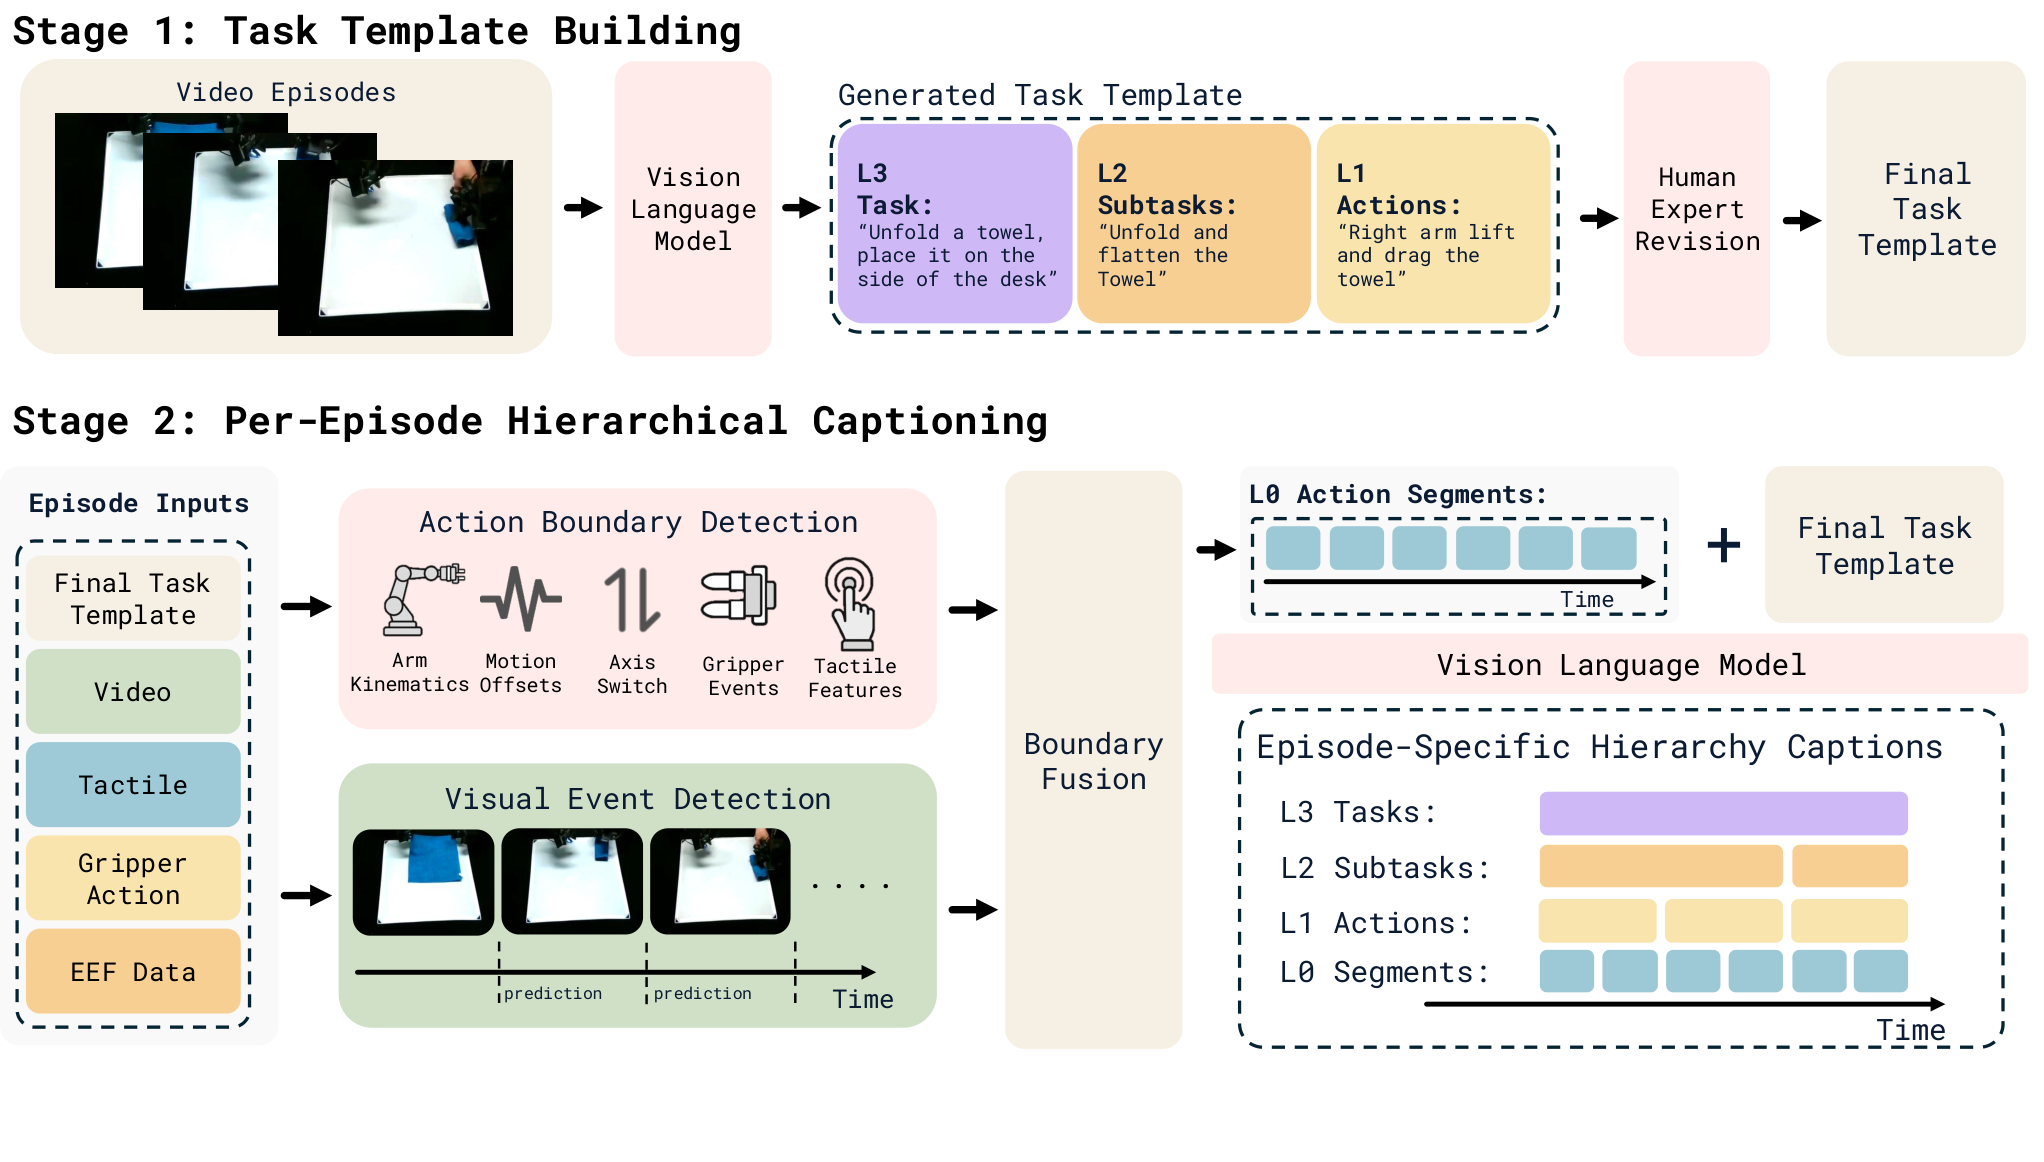 Stage 1: Task Template Building
Video Episodes
Vision
Language
Model
Generated Task Template
L3
Task:
“Unfold a towel,
place it on the
side of the desk”
L2
Subtasks:
“Unfold and
flatten the
Towel”
L1
Actions:
“Right arm lift
and drag the
towel”
Human
Expert
Revision
Final
Task
Template
Stage 2: Per-Episode Hierarchical Captioning
Episode Inputs
Final Task
Template
Video
Tactile
Gripper
Action
EEF Data
Action Boundary Detection
Arm
Kinematics
Motion
Offsets
Axis
Switch
Gripper
Events
Tactile
Features
Visual Event Detection
. . . .
prediction
prediction
Time
Boundary
Fusion
L0 Action Segments:
Time
+
Final Task
Template
Vision Language Model
Episode-Specific Hierarchy Captions
L3 Tasks:
L2 Subtasks:
L1 Actions:
L0 Segments:
Time